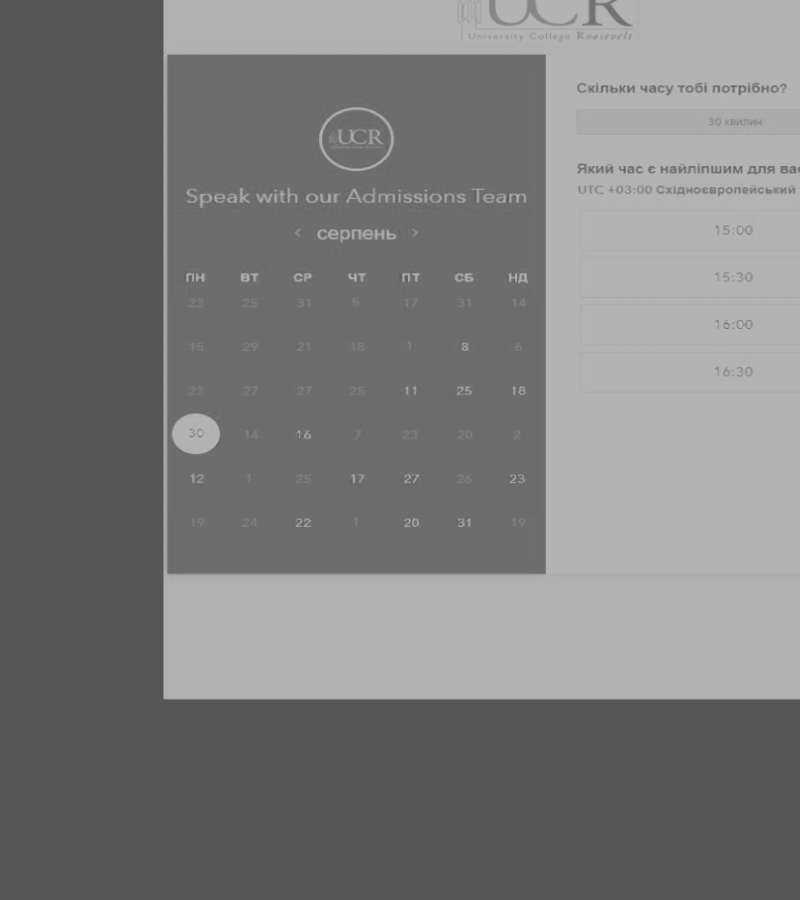 UCR
University College Roosevelt
UCR
Speak with our Admissions Team
‹ серпень ›
ПН ВТ СР ЧТ ПТ СБ НД
23 25 31 5 17 31 14
15 29 21 18 1 8 6
23 27 27 25 11 25 18
30 14 16 7 23 20 2
12 1 25 17 27 26 23
19 24 22 1 20 31 19
Скільки часу тобі потрібно?
30 хвилин
Який час є найліпшим для вас
UTC +03:00 Східноєвропейський
15:00
15:30
16:00
16:30